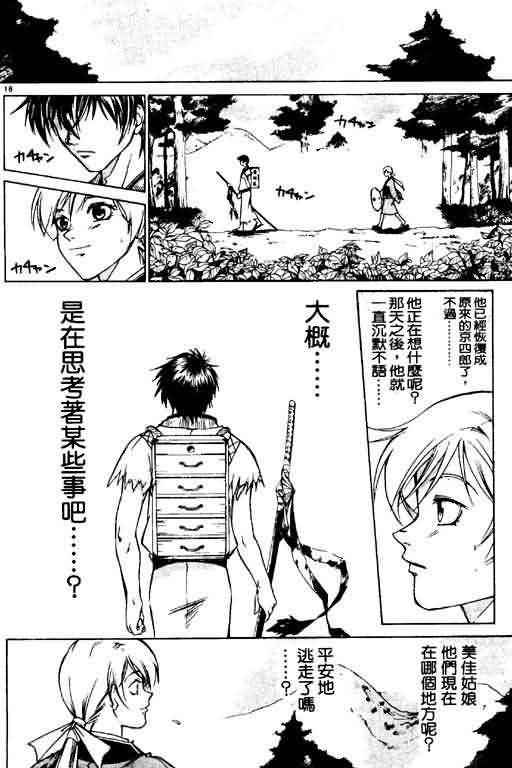 18
カチャン
カチャン
カチャン
カチャン
他已經恢復成
原來的京四郎了，
不過……
他正在想什麼呢？
那天之後，他就
一直沉默不語……
大概……
是在思考著某些事吧……？
美佳姑娘
他們現在
在哪個地方呢？
平安地
逃走了嗎
……？